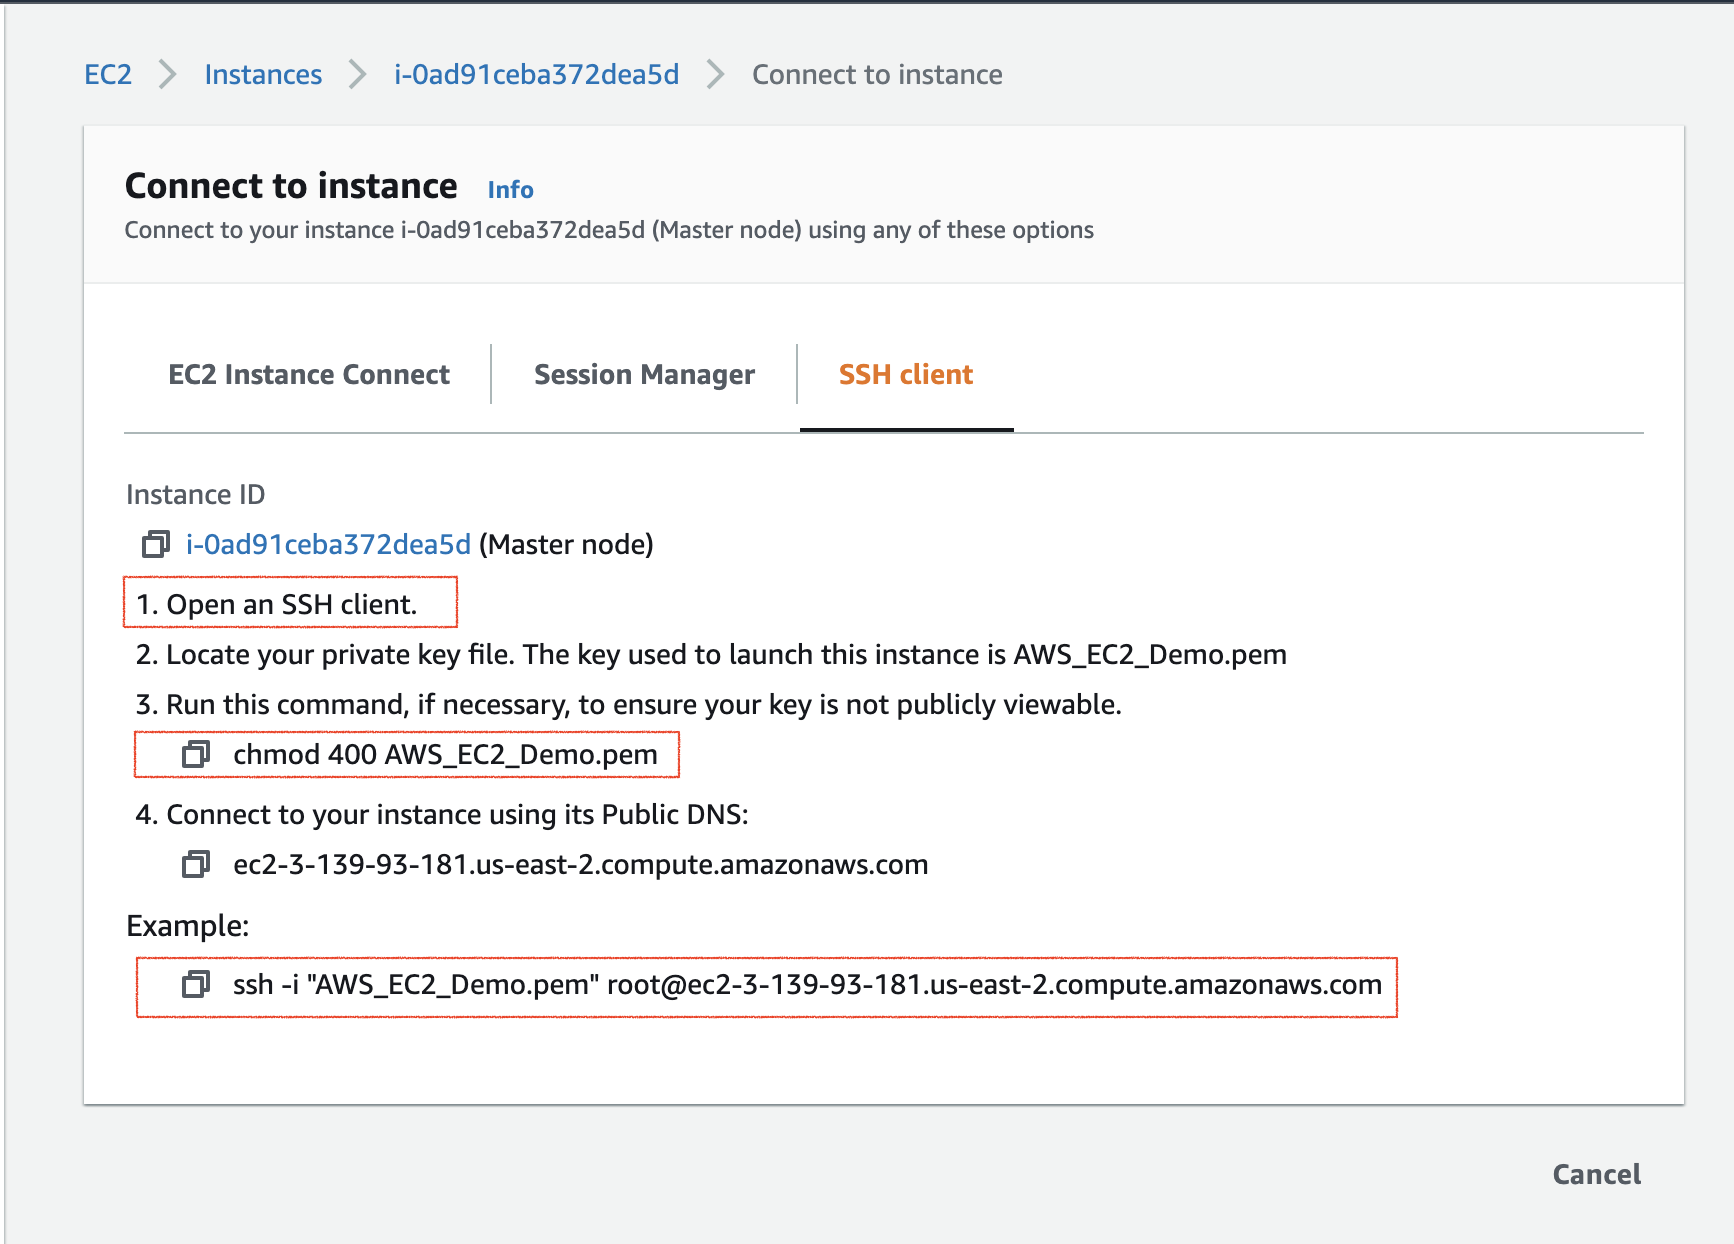 EC2 Instances i-0ad91ceba372dea5d Connect to instance
Connect to instance Info
Connect to your instance i-0ad91ceba372dea5d (Master node) using any of these options
EC2 Instance Connect Session Manager SSH client
Instance ID
i-0ad91ceba372dea5d (Master node)
1. Open an SSH client.
2. Locate your private key file. The key used to launch this instance is AWS_EC2_Demo.pem
3. Run this command, if necessary, to ensure your key is not publicly viewable.
chmod 400 AWS_EC2_Demo.pem
4. Connect to your instance using its Public DNS:
ec2-3-139-93-181.us-east-2.compute.amazonaws.com
Example:
ssh -i "AWS_EC2_Demo.pem" root@ec2-3-139-93-181.us-east-2.compute.amazonaws.com
Cancel